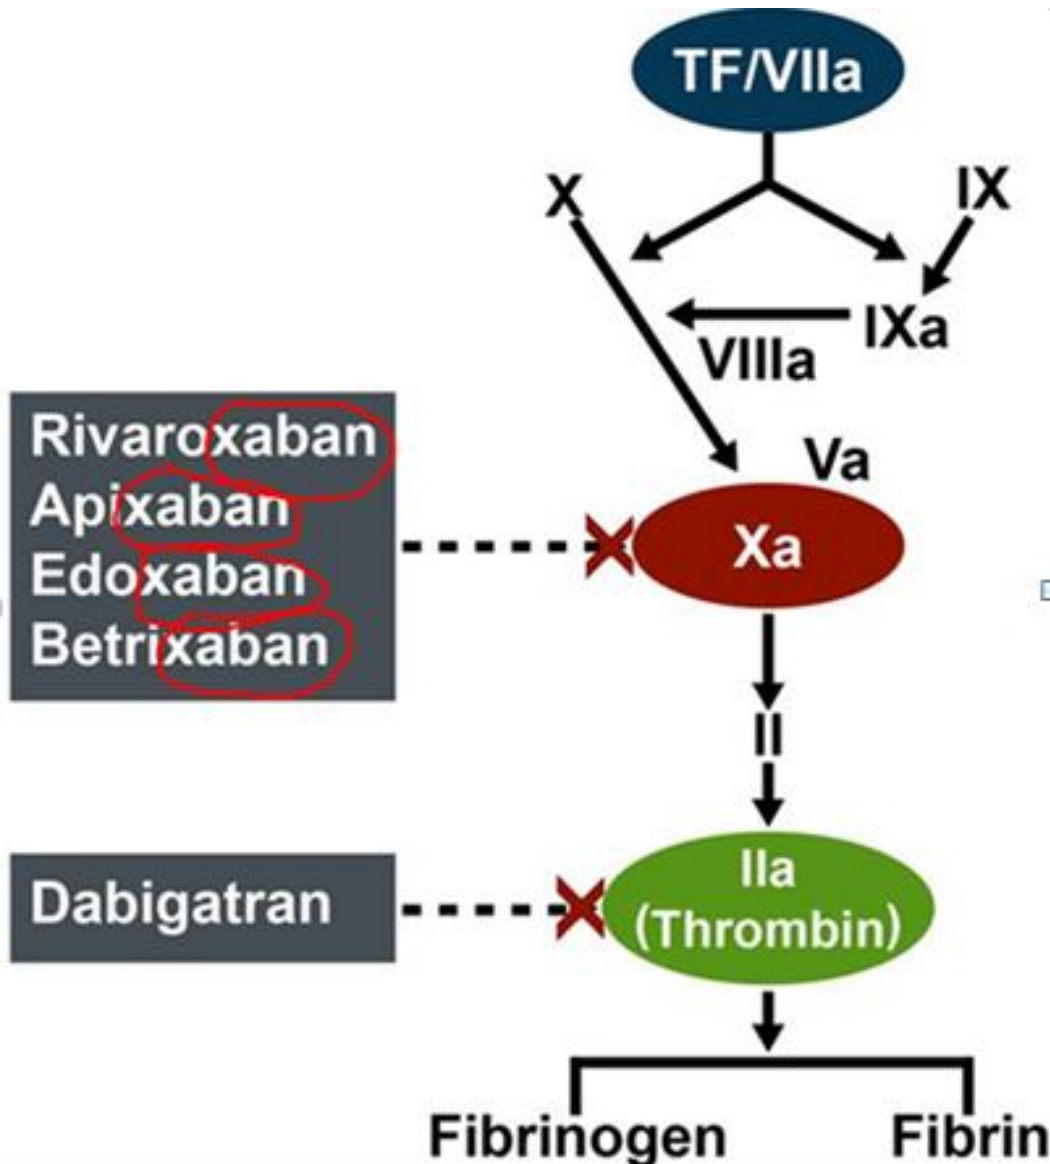 TF/VIIa
X
IX
IXa
VIIIa
Rivaroxaban
Apixaban
Edoxaban
Betrixaban
Va
Xa
II
Dabigatran
IIa
(Thrombin)
Fibrinogen
Fibrin